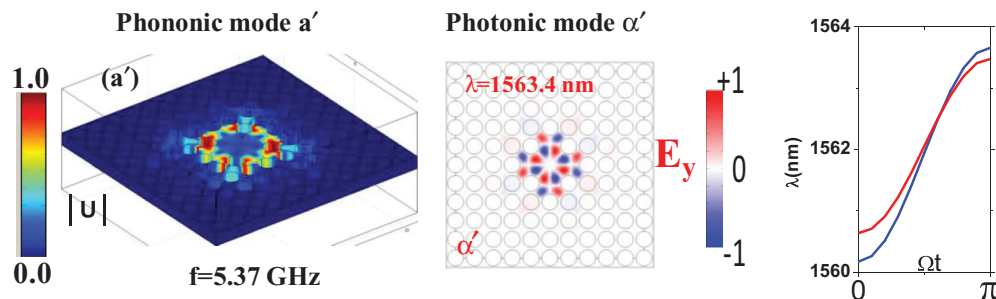 Phononic mode a′
Photonic mode α′
1.0
(a′)
|U|
0.0
f=5.37 GHz
λ=1563.4 nm
α′
+1
0
-1
E_y
λ(nm)
1564
1562
1560
0
Ωt
π